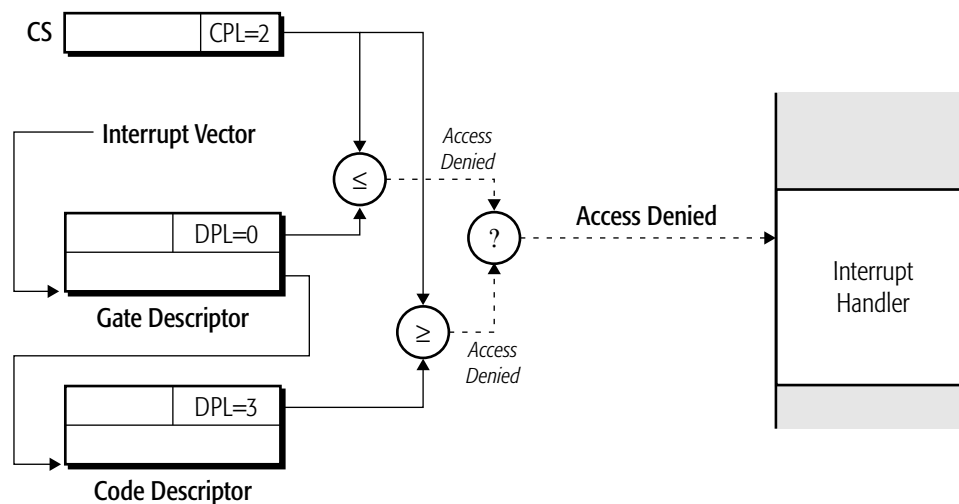 CS
CPL=2
Interrupt Vector
Access
Denied
≤
DPL=0
Gate Descriptor
?
Access Denied
Interrupt
Handler
≥
Access
Denied
DPL=3
Code Descriptor